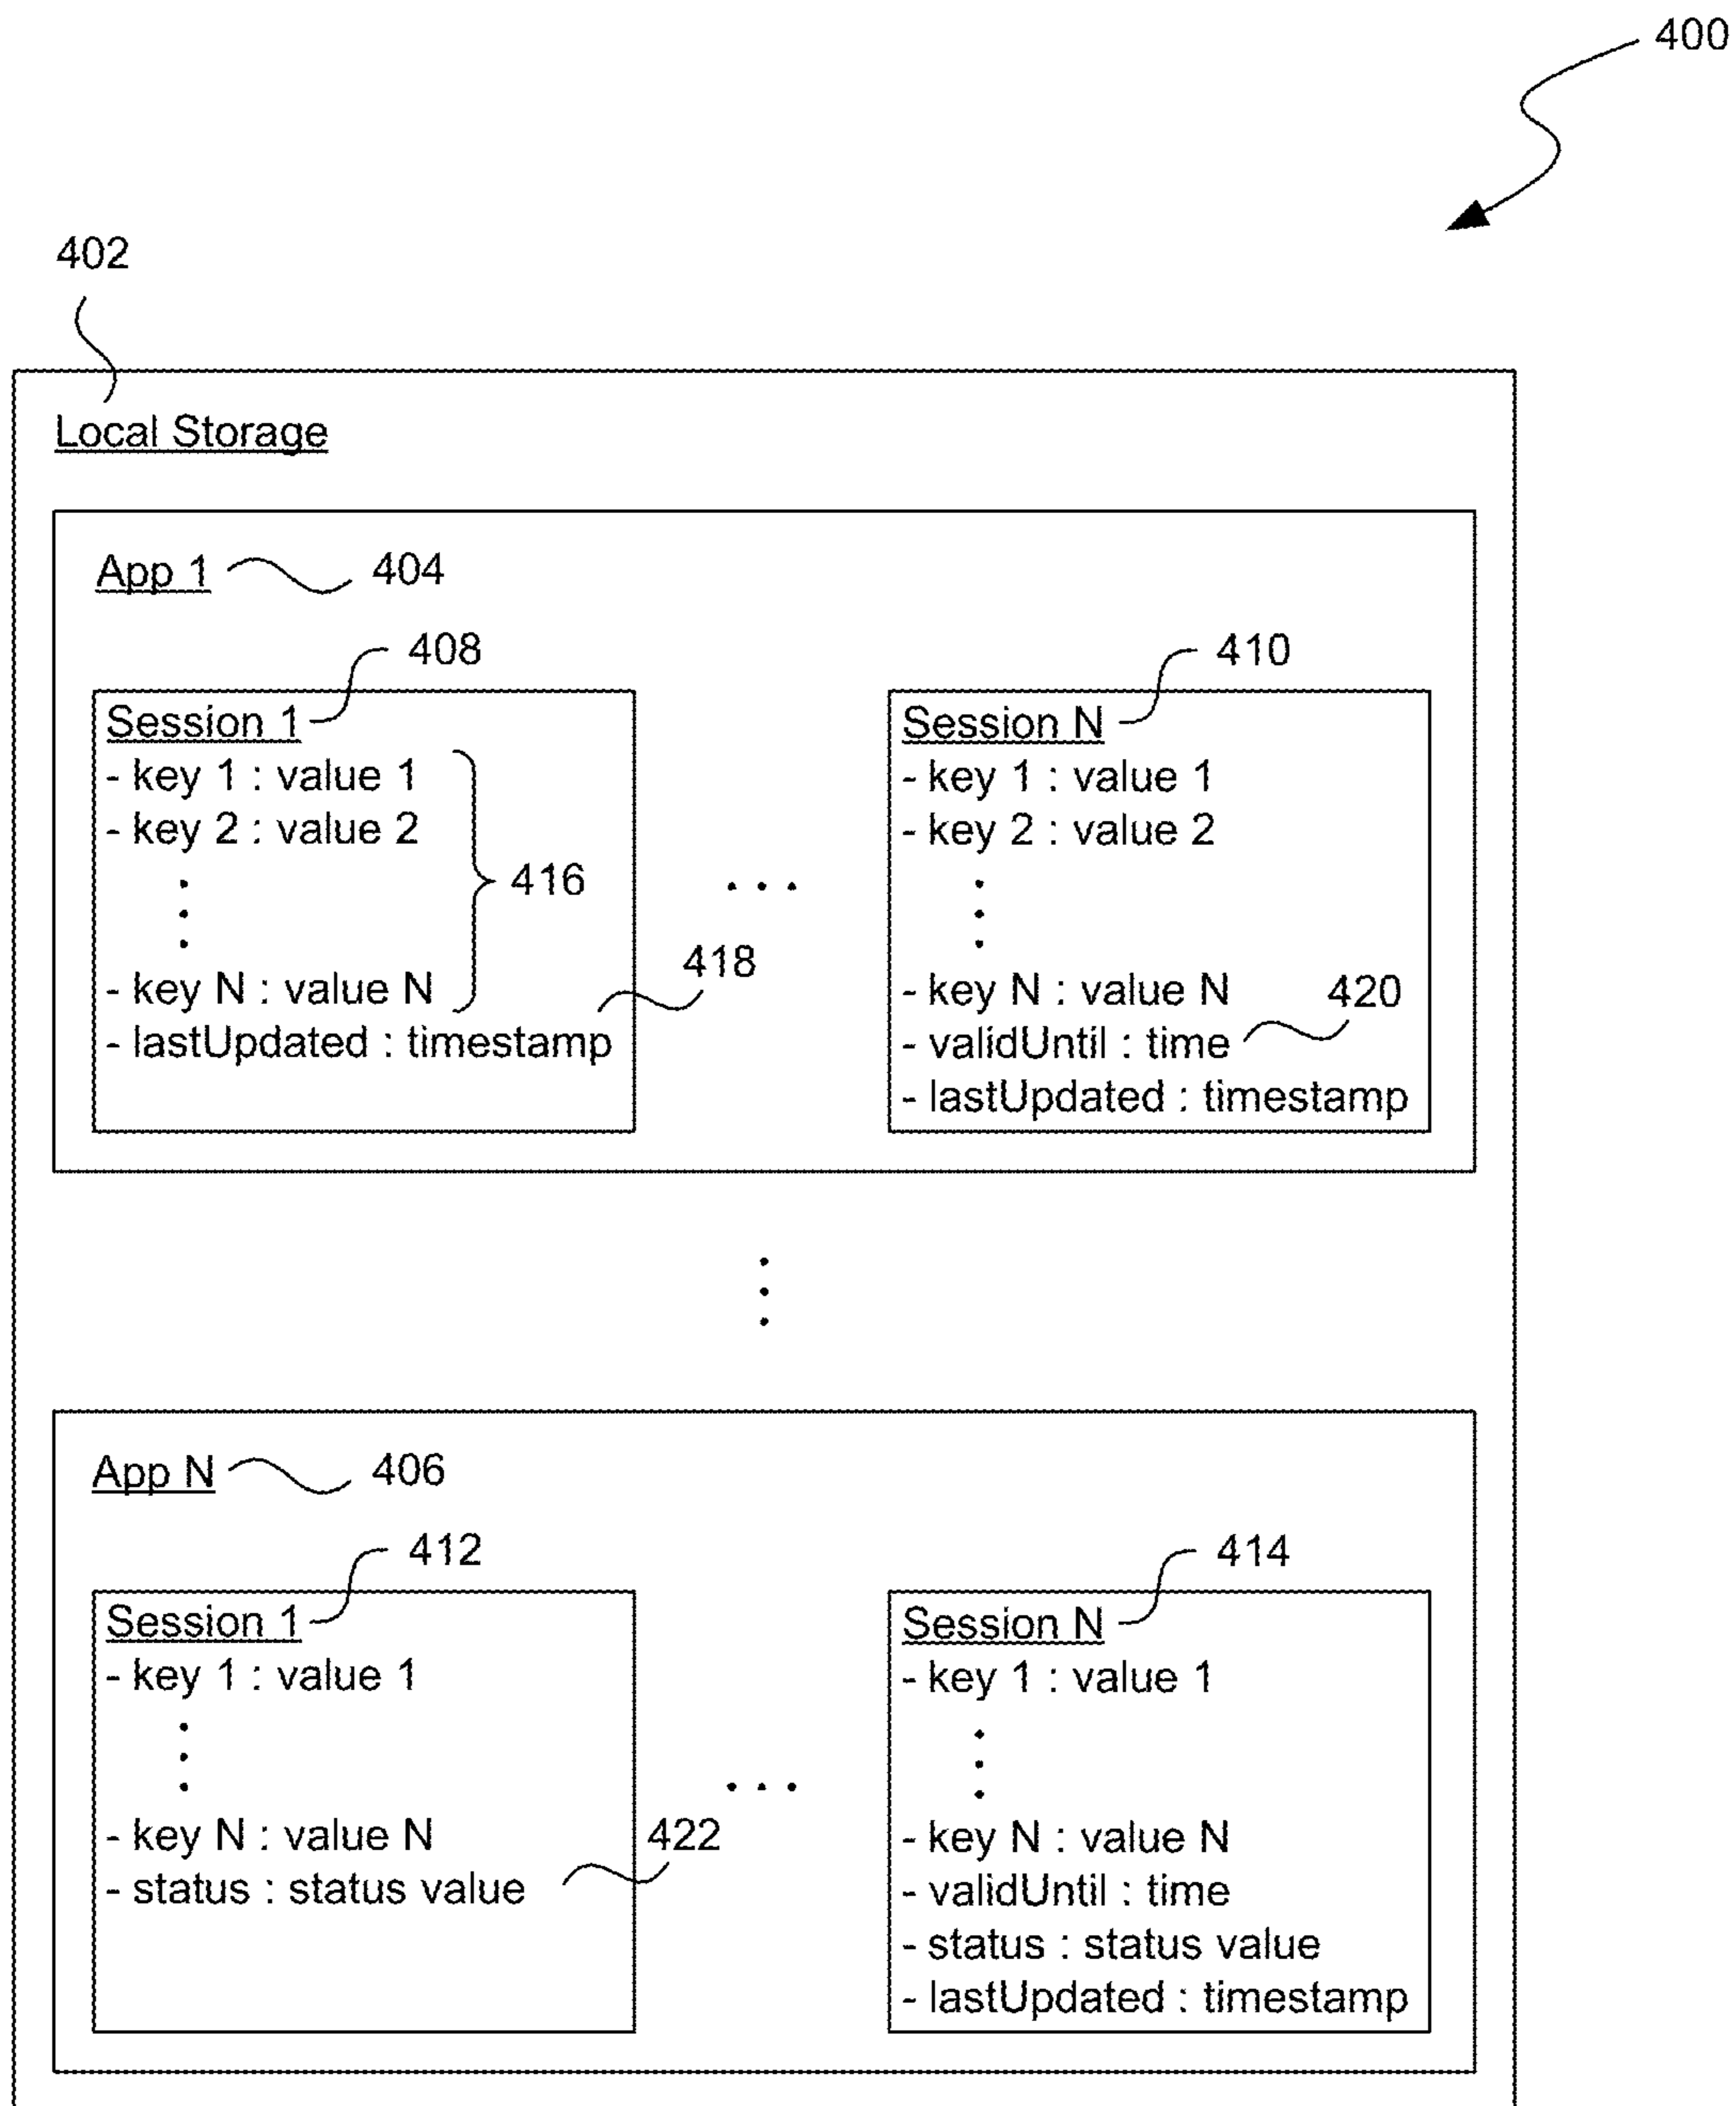 400
402
Local Storage
App 1
404
408
Session 1
- key 1 : value 1
- key 2 : value 2
416
- key N : value N
418
- lastUpdated : timestamp
410
Session N
- key 1 : value 1
- key 2 : value 2
- key N : value N
420
- validUntil : time
- lastUpdated : timestamp
App N
406
412
Session 1
- key 1 : value 1
- key N : value N
422
- status : status value
414
Session N
- key 1 : value 1
- key N : value N
- validUntil : time
- status : status value
- lastUpdated : timestamp